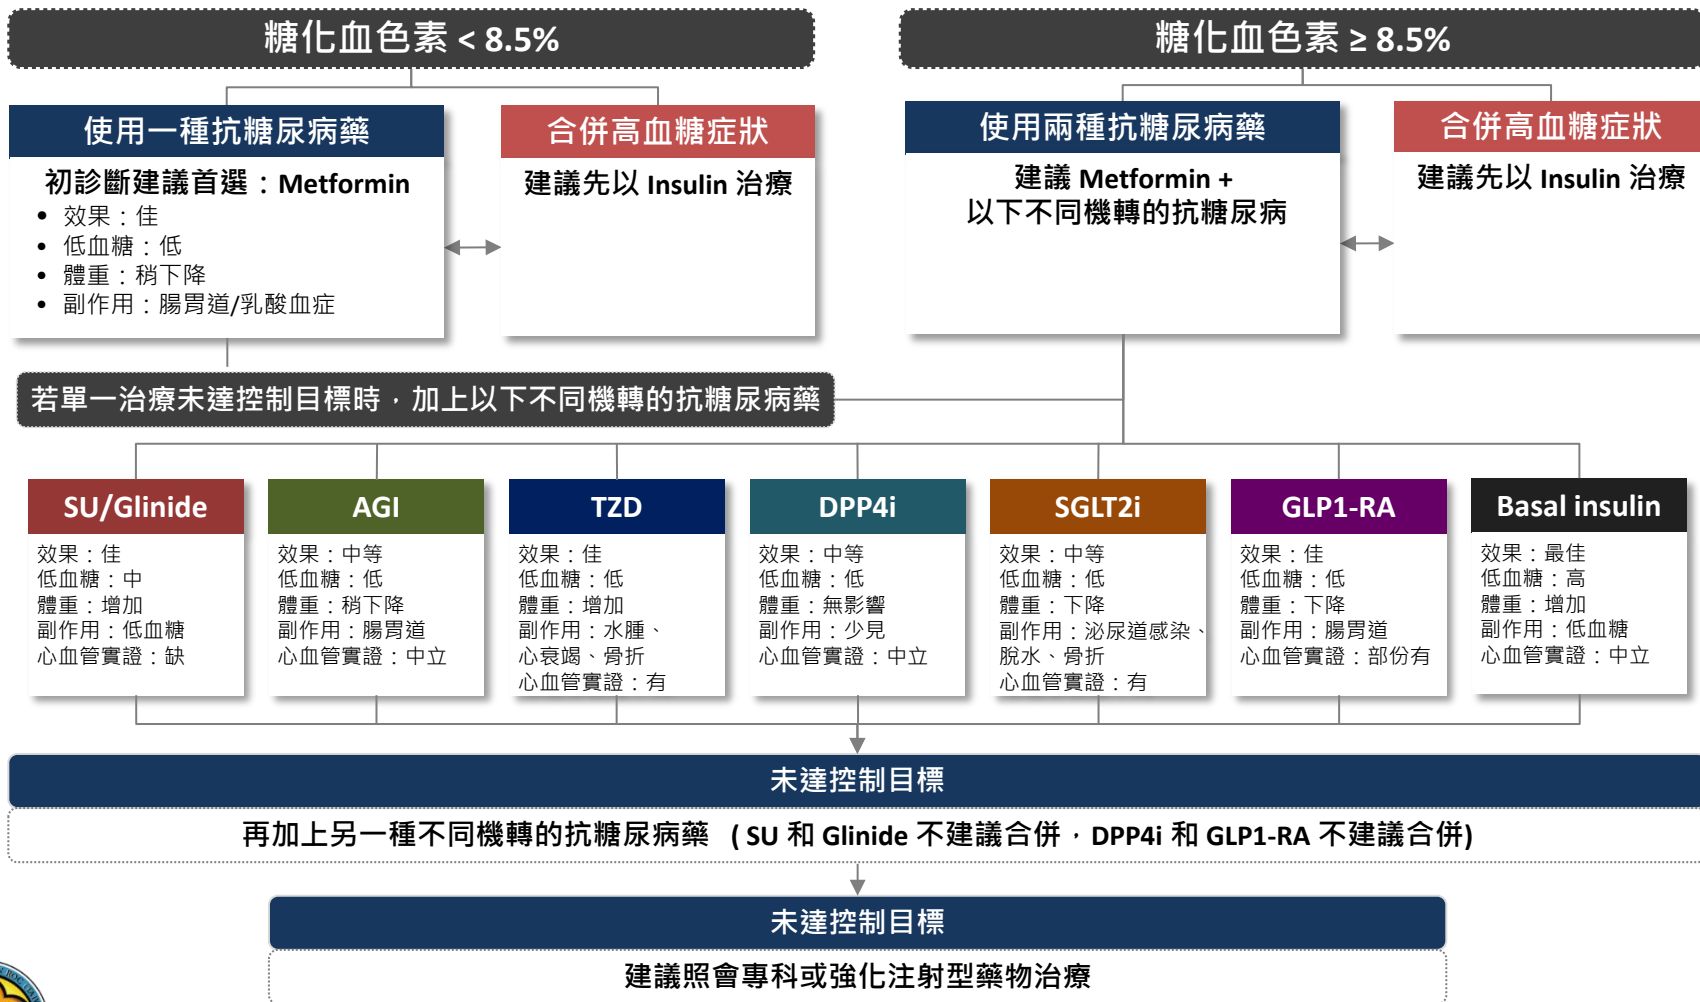 糖化血色素 < 8.5%
使用一種抗糖尿病藥
初診斷建議首選：Metformin
• 效果：佳
• 低血糖：低
• 體重：稍下降
• 副作用：腸胃道/乳酸血症
合併高血糖症狀
建議先以 Insulin 治療
糖化血色素 ≥ 8.5%
使用兩種抗糖尿病藥
建議 Metformin +
以下不同機轉的抗糖尿病
合併高血糖症狀
建議先以 Insulin 治療
若單一治療未達控制目標時，加上以下不同機轉的抗糖尿病藥
SU/Glinide
效果：佳
低血糖：中
體重：增加
副作用：低血糖
心血管實證：缺
AGI
效果：中等
低血糖：低
體重：稍下降
副作用：腸胃道
心血管實證：中立
TZD
效果：佳
低血糖：低
體重：增加
副作用：水腫、
心衰竭、骨折
心血管實證：有
DPP4i
效果：中等
低血糖：低
體重：無影響
副作用：少見
心血管實證：中立
SGLT2i
效果：中等
低血糖：低
體重：下降
副作用：泌尿道感染、
脫水、骨折
心血管實證：有
GLP1-RA
效果：佳
低血糖：低
體重：下降
副作用：腸胃道
心血管實證：部份有
Basal insulin
效果：最佳
低血糖：高
體重：增加
副作用：低血糖
心血管實證：中立
未達控制目標
再加上另一種不同機轉的抗糖尿病藥 ( SU 和 Glinide 不建議合併，DPP4i 和 GLP1-RA 不建議合併)
未達控制目標
建議照會專科或強化注射型藥物治療